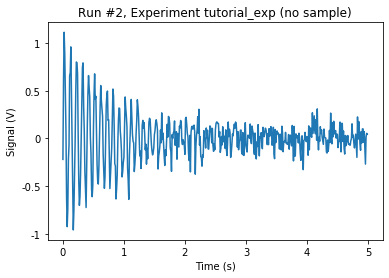 Run #2, Experiment tutorial_exp (no sample)
Signal (V)
1
0.5
0
-0.5
-1
0 1 2 3 4 5
Time (s)